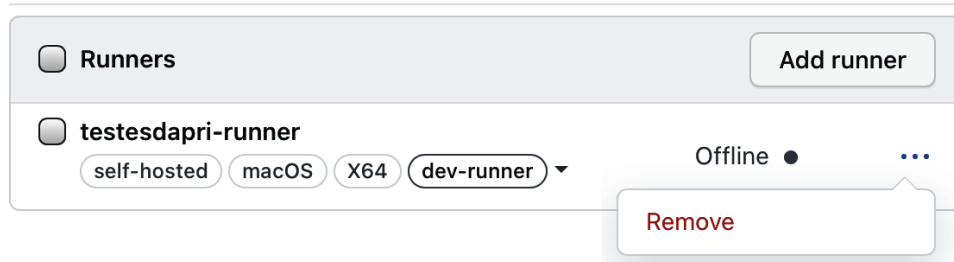 Runners
Add runner
testesdapri-runner
self-hosted macOS X64 dev-runner
Offline
Remove